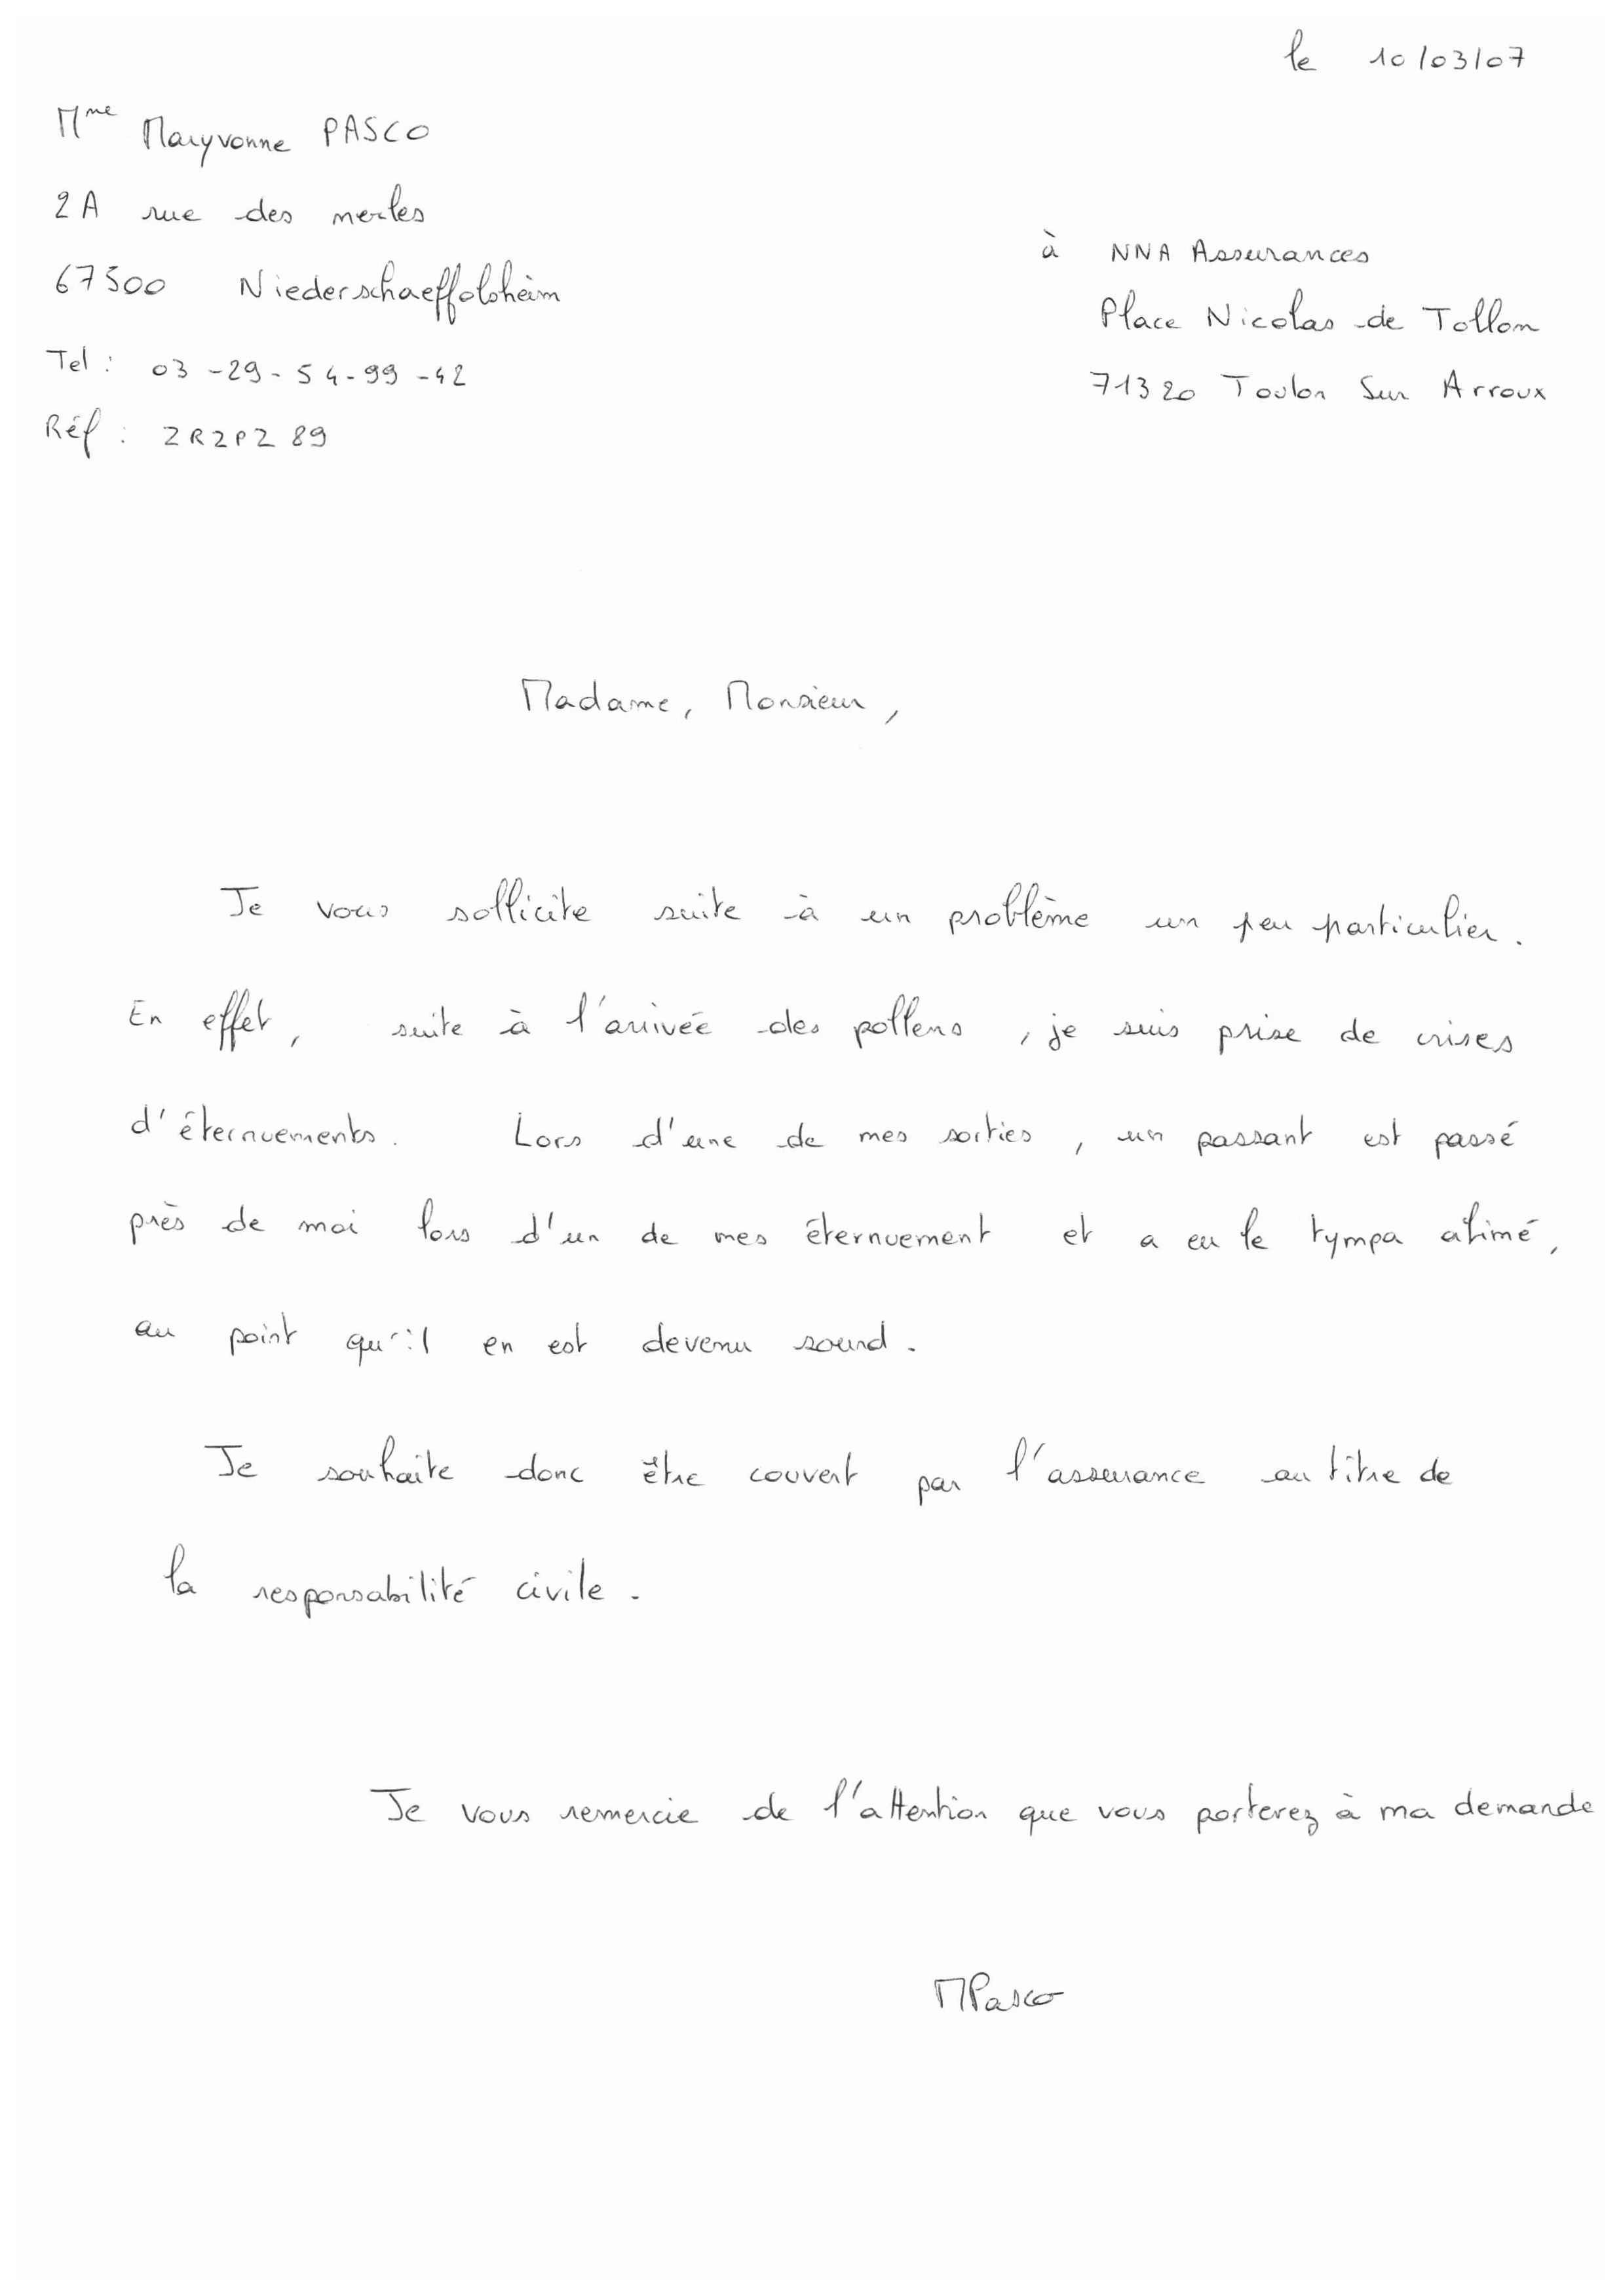 le 10/03/07
Mme Maryvonne PASCO
2A rue des merles
67500 Niederschaeffolsheim
Tel : 03-29-54-99-42
Réf : ZR2PZ89
à NNA Assurances
Place Nicolas de Tollon
71320 Toulon Sur Arroux
Madame, Monsieur,
Je vous sollicite suite à un problème un peu particulier.
En effet, suite à l'arrivée des pollens, je suis prise de crises
d'éternuements. Lors d'une de mes sorties, un passant est passé
près de moi lors d'un de mes éternuement et a eu le tympa abimé,
au point qu'il en est devenu sourd.
Je souhaite donc être couvert par l'assurance au titre de
la responsabilité civile.
Je vous remercie de l'attention que vous porterez à ma demande
MPasco